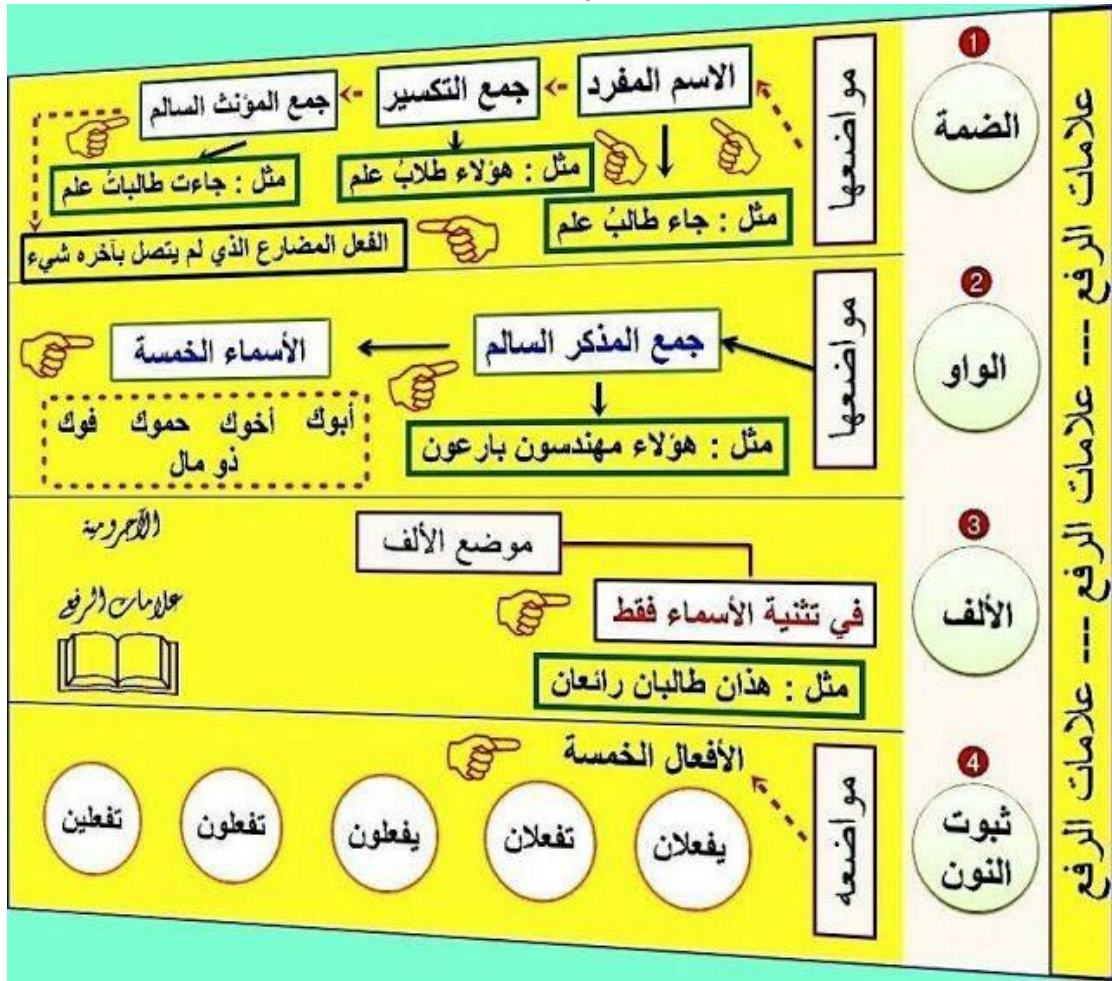 علامات الرفع --- علامات الرفع --- علامات الرفع
1
الضمة
مواضعها
الاسم المفرد
جمع التكسير
جمع المؤنث السالم
مثل : جاء طالبُ علم
مثل : هؤلاء طلابُ علم
مثل : جاءت طالباتُ علم
الفعل المضارع الذي لم يتصل بآخره شيء
2
الواو
مواضعها
جمع المذكر السالم
الأسماء الخمسة
مثل : هؤلاء مهندسون بارعون
أبوك أخوك حموك فوك
ذو مال
3
الألف
موضع الألف
في تثنية الأسماء فقط
مثل : هذان طالبان رائعان
الآجرومية
علامات الرفع
4
ثبوت
النون
مواضعه
الأفعال الخمسة
يفعلان
تفعلان
يفعلون
تفعلون
تفعلين